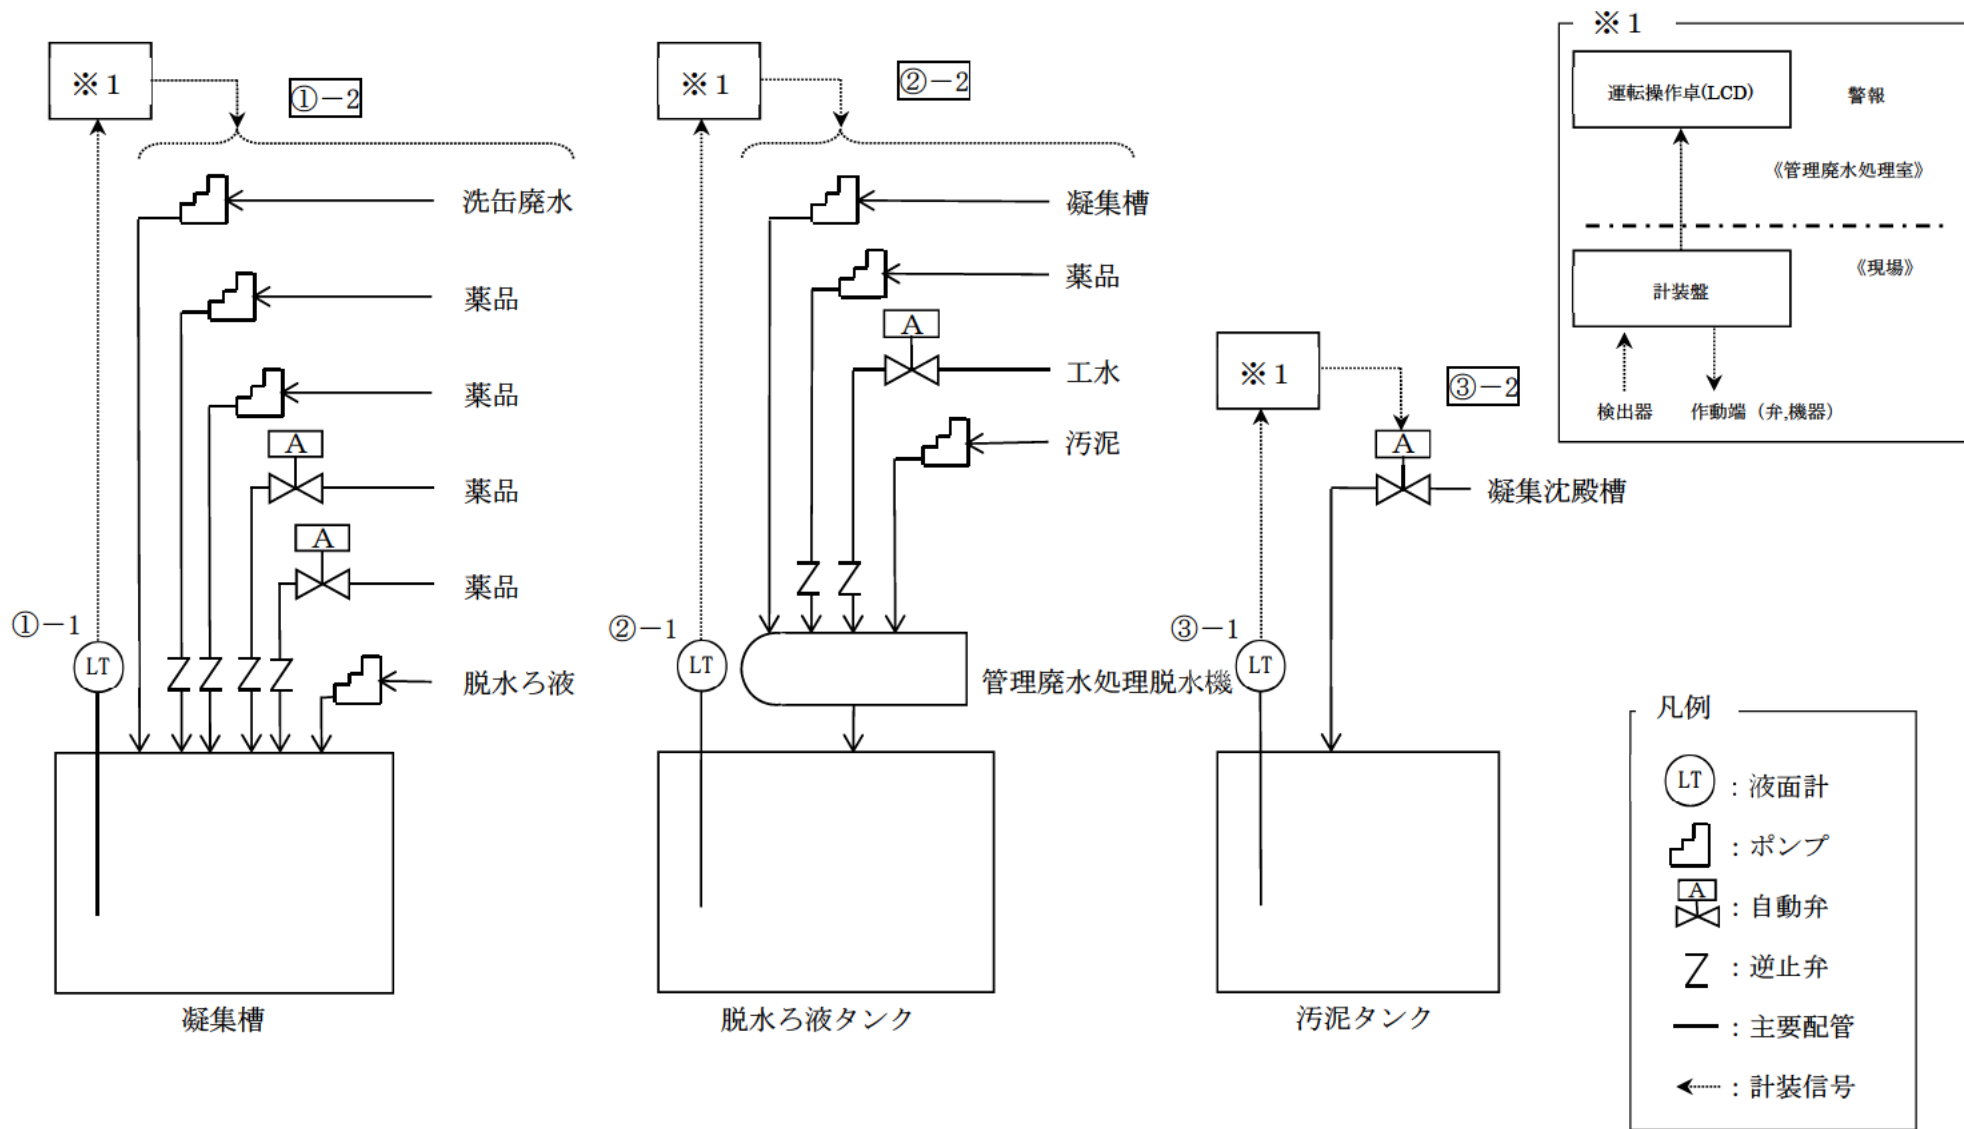 ※1
①-2
洗缶廃水
薬品
薬品
A
薬品
A
薬品
①-1
LT
脱水ろ液
凝集槽
※1
②-2
凝集槽
薬品
A
工水
汚泥
②-1
LT
管理廃水処理脱水機
脱水ろ液タンク
※1
③-2
A
凝集沈殿槽
③-1
LT
汚泥タンク
※1
運転操作卓(LCD)
警報
《管理廃水処理室》
《現場》
計装盤
検出器
作動端（弁,機器）
凡例
LT：液面計
：ポンプ
A：自動弁
：逆止弁
：主要配管
：計装信号